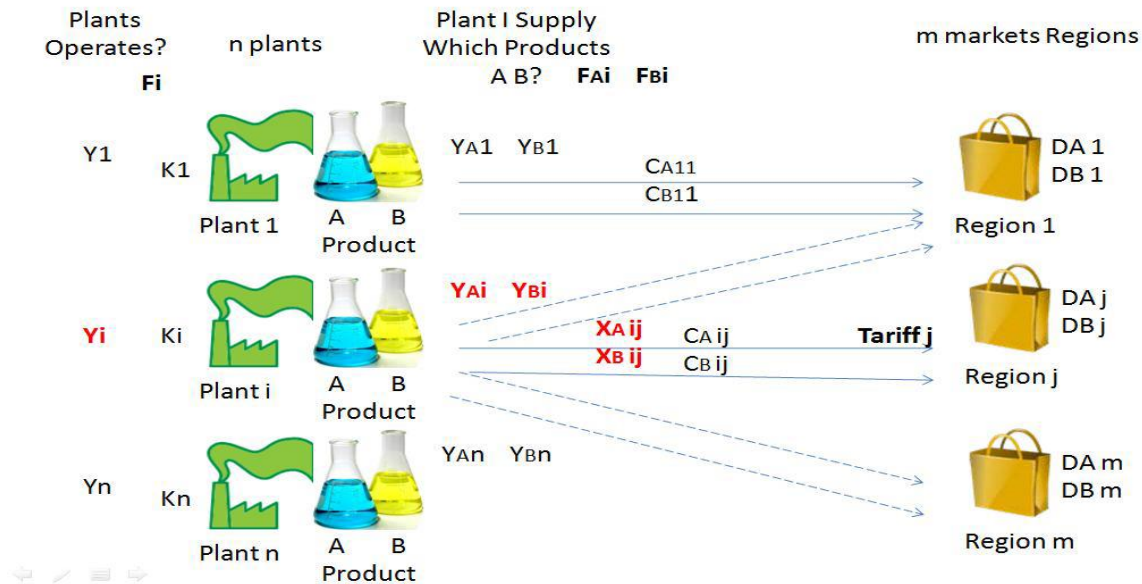 Plants
Operates?
Fi
n plants
Plant I Supply
Which Products
A B? FAi FBi
m markets Regions
Y1
K1
Plant 1
A B
Product
YA1 YB1
CA11
CB11
DA 1
DB 1
Region 1
Yi
Ki
Plant i
A B
Product
YAi YBi
XA ij
XB ij
CA ij
CB ij
Tariff j
DA j
DB j
Region j
Yn
Kn
Plant n
A B
Product
YAn YBn
DA m
DB m
Region m